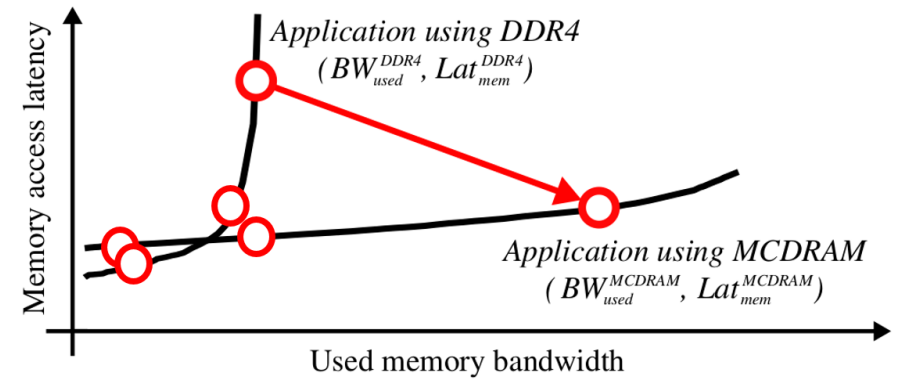 Memory access latency
Application using DDR4
( BW_used^DDR4, Lat_mem^DDR4 )
Application using MCDRAM
( BW_used^MCDRAM, Lat_mem^MCDRAM )
Used memory bandwidth